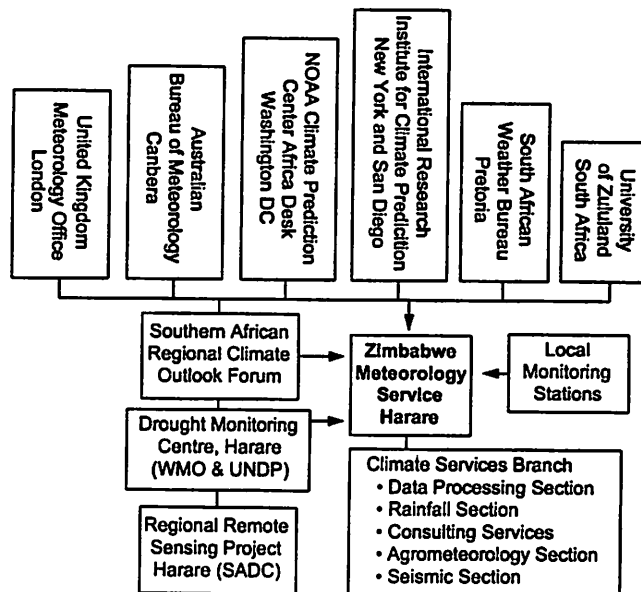 United Kingdom
Meteorology Office
London
Australian
Bureau of Meteorology
Canbera
NOAA Climate Prediction
Center Africa Desk
Washington DC
International Research
Institute for Climate Predicition
New York and San Diego
South African
Weather Bureau
Pretoria
University
of Zululand
South Africa
Southern African
Regional Climate
Outlook Forum
Zimbabwe
Meteorology
Service
Harare
Local
Monitoring
Stations
Drought Monitoring
Centre, Harare
(WMO & UNDP)
Regional Remote
Sensing Project
Harare (SADC)
Climate Services Branch
• Data Processing Section
• Rainfall Section
• Consulting Services
• Agrometeorology Section
• Seismic Section